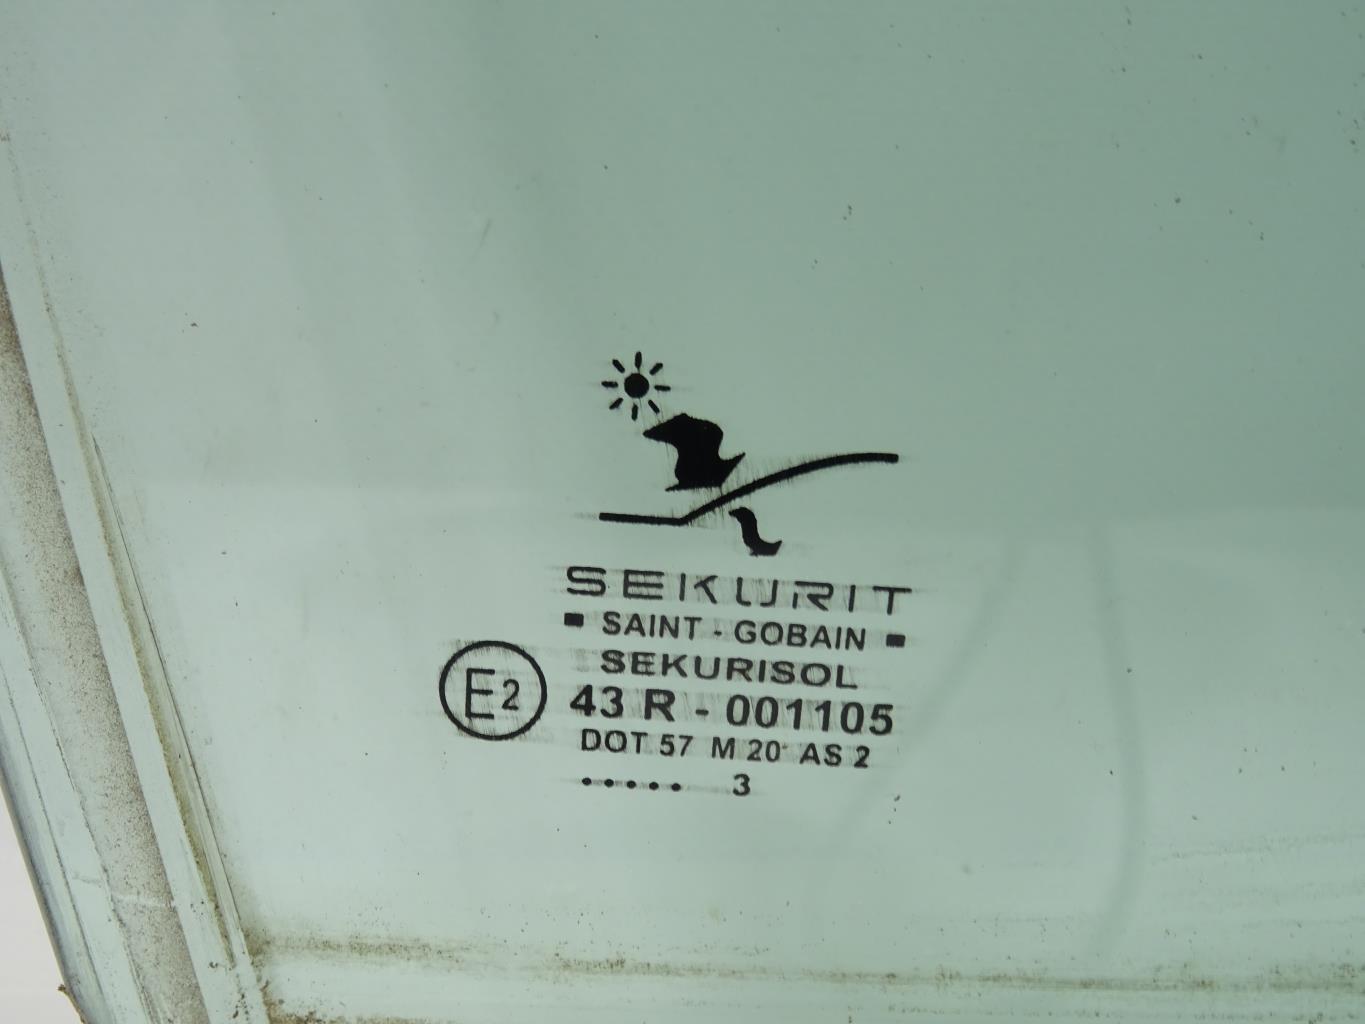 SEKURIT
▪ SAINT - GOBAIN ▪
SEKURISOL
E2
43 R - 001105
DOT 57 M 20 AS 2
..... 3